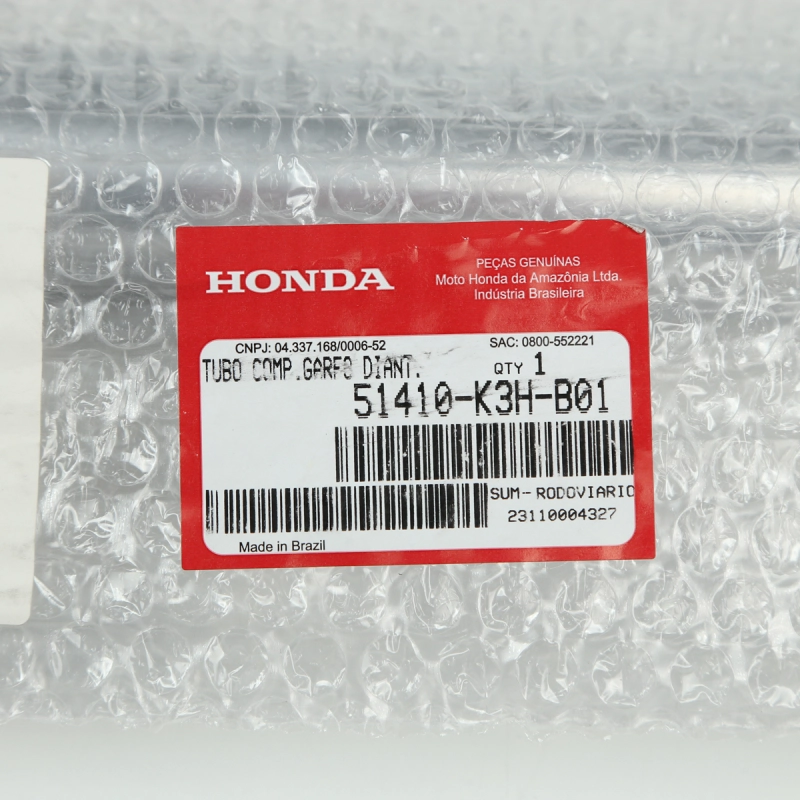 HONDA
PEÇAS GENUÍNAS
Moto Honda da Amazônia Ltda.
Indústria Brasileira
CNPJ: 04.337.168/0006-52
SAC: 0800-552221
TUBO COMP.GARFO DIANT.
QTY 1
51410-K3H-B01
SUM-RODOVIARIO
23110004327
Made in Brazil